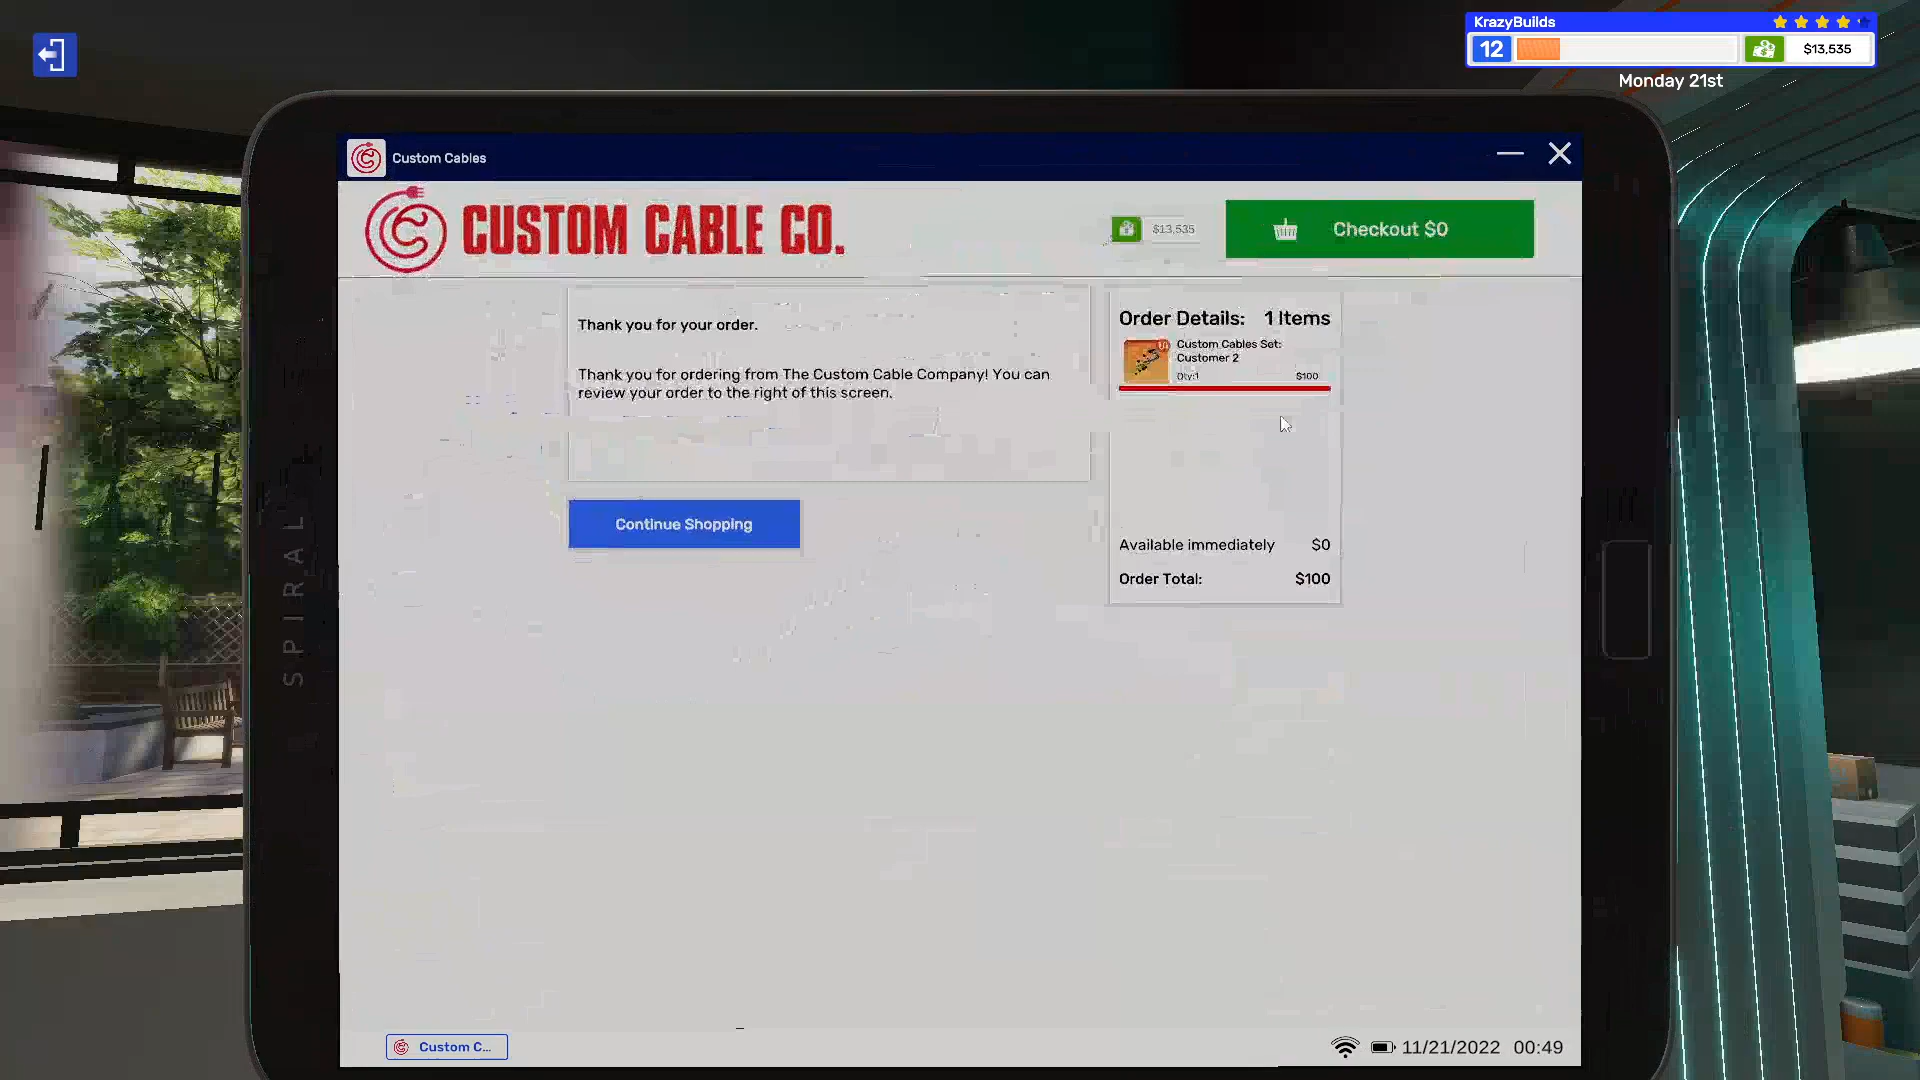 KrazyBuilds
12
$13,535
Monday 21st
Custom Cables
CUSTOM CABLE CO.
$13,535
Checkout $0
Thank you for your order.
Thank you for ordering from The Custom Cable Company! You can
review your order to the right of this screen.
Continue Shopping
Order Details: 1 Items
Custom Cables Set:
Customer 2
Qty:1 $100
Available immediately $0
Order Total: $100
SPIRAL
Custom C...
11/21/2022 00:49